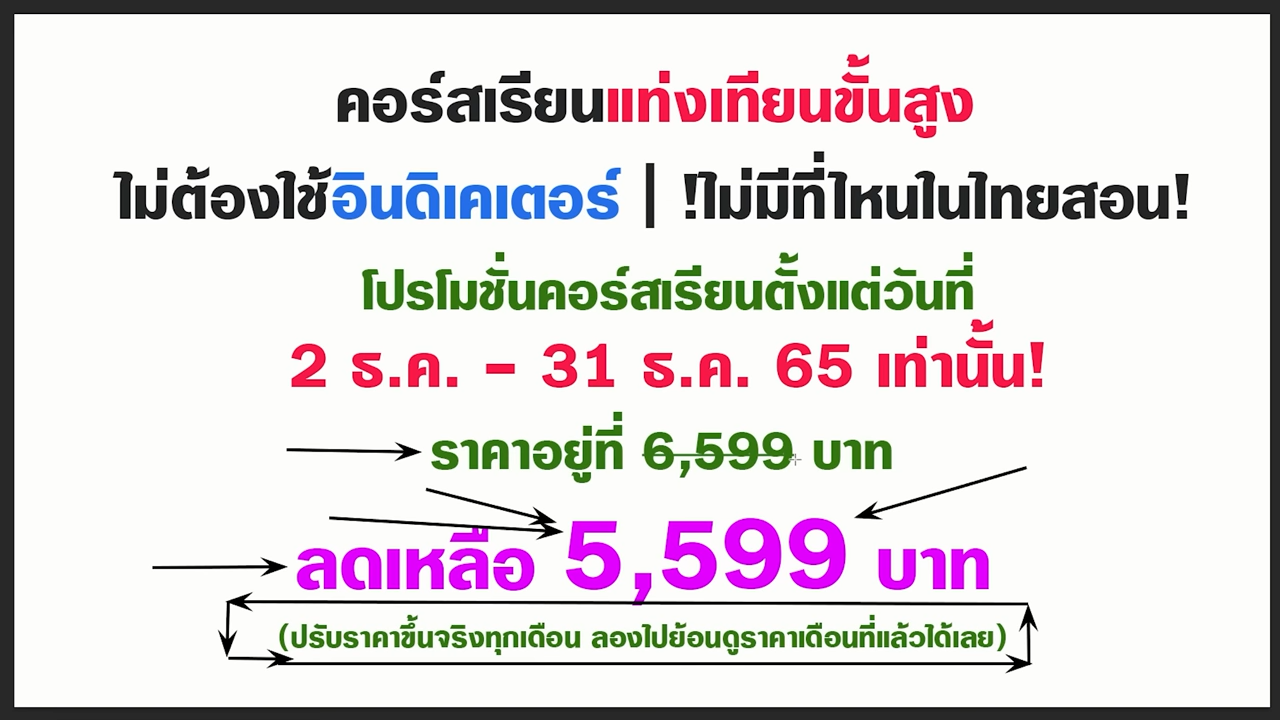 คอร์สเรียนแท่งเทียนขั้นสูง
ไม่ต้องใช้อินดิเคเตอร์ | !ไม่มีที่ไหนในไทยสอน!
โปรโมชั่นคอร์สเรียนตั้งแต่วันที่
2 ธ.ค. – 31 ธ.ค. 65 เท่านั้น!
ราคาอยู่ที่ 6,599 บาท
ลดเหลือ 5,599 บาท
(ปรับราคาขึ้นจริงทุกเดือน ลองไปย้อนดูราคาเดือนที่แล้วได้เลย)